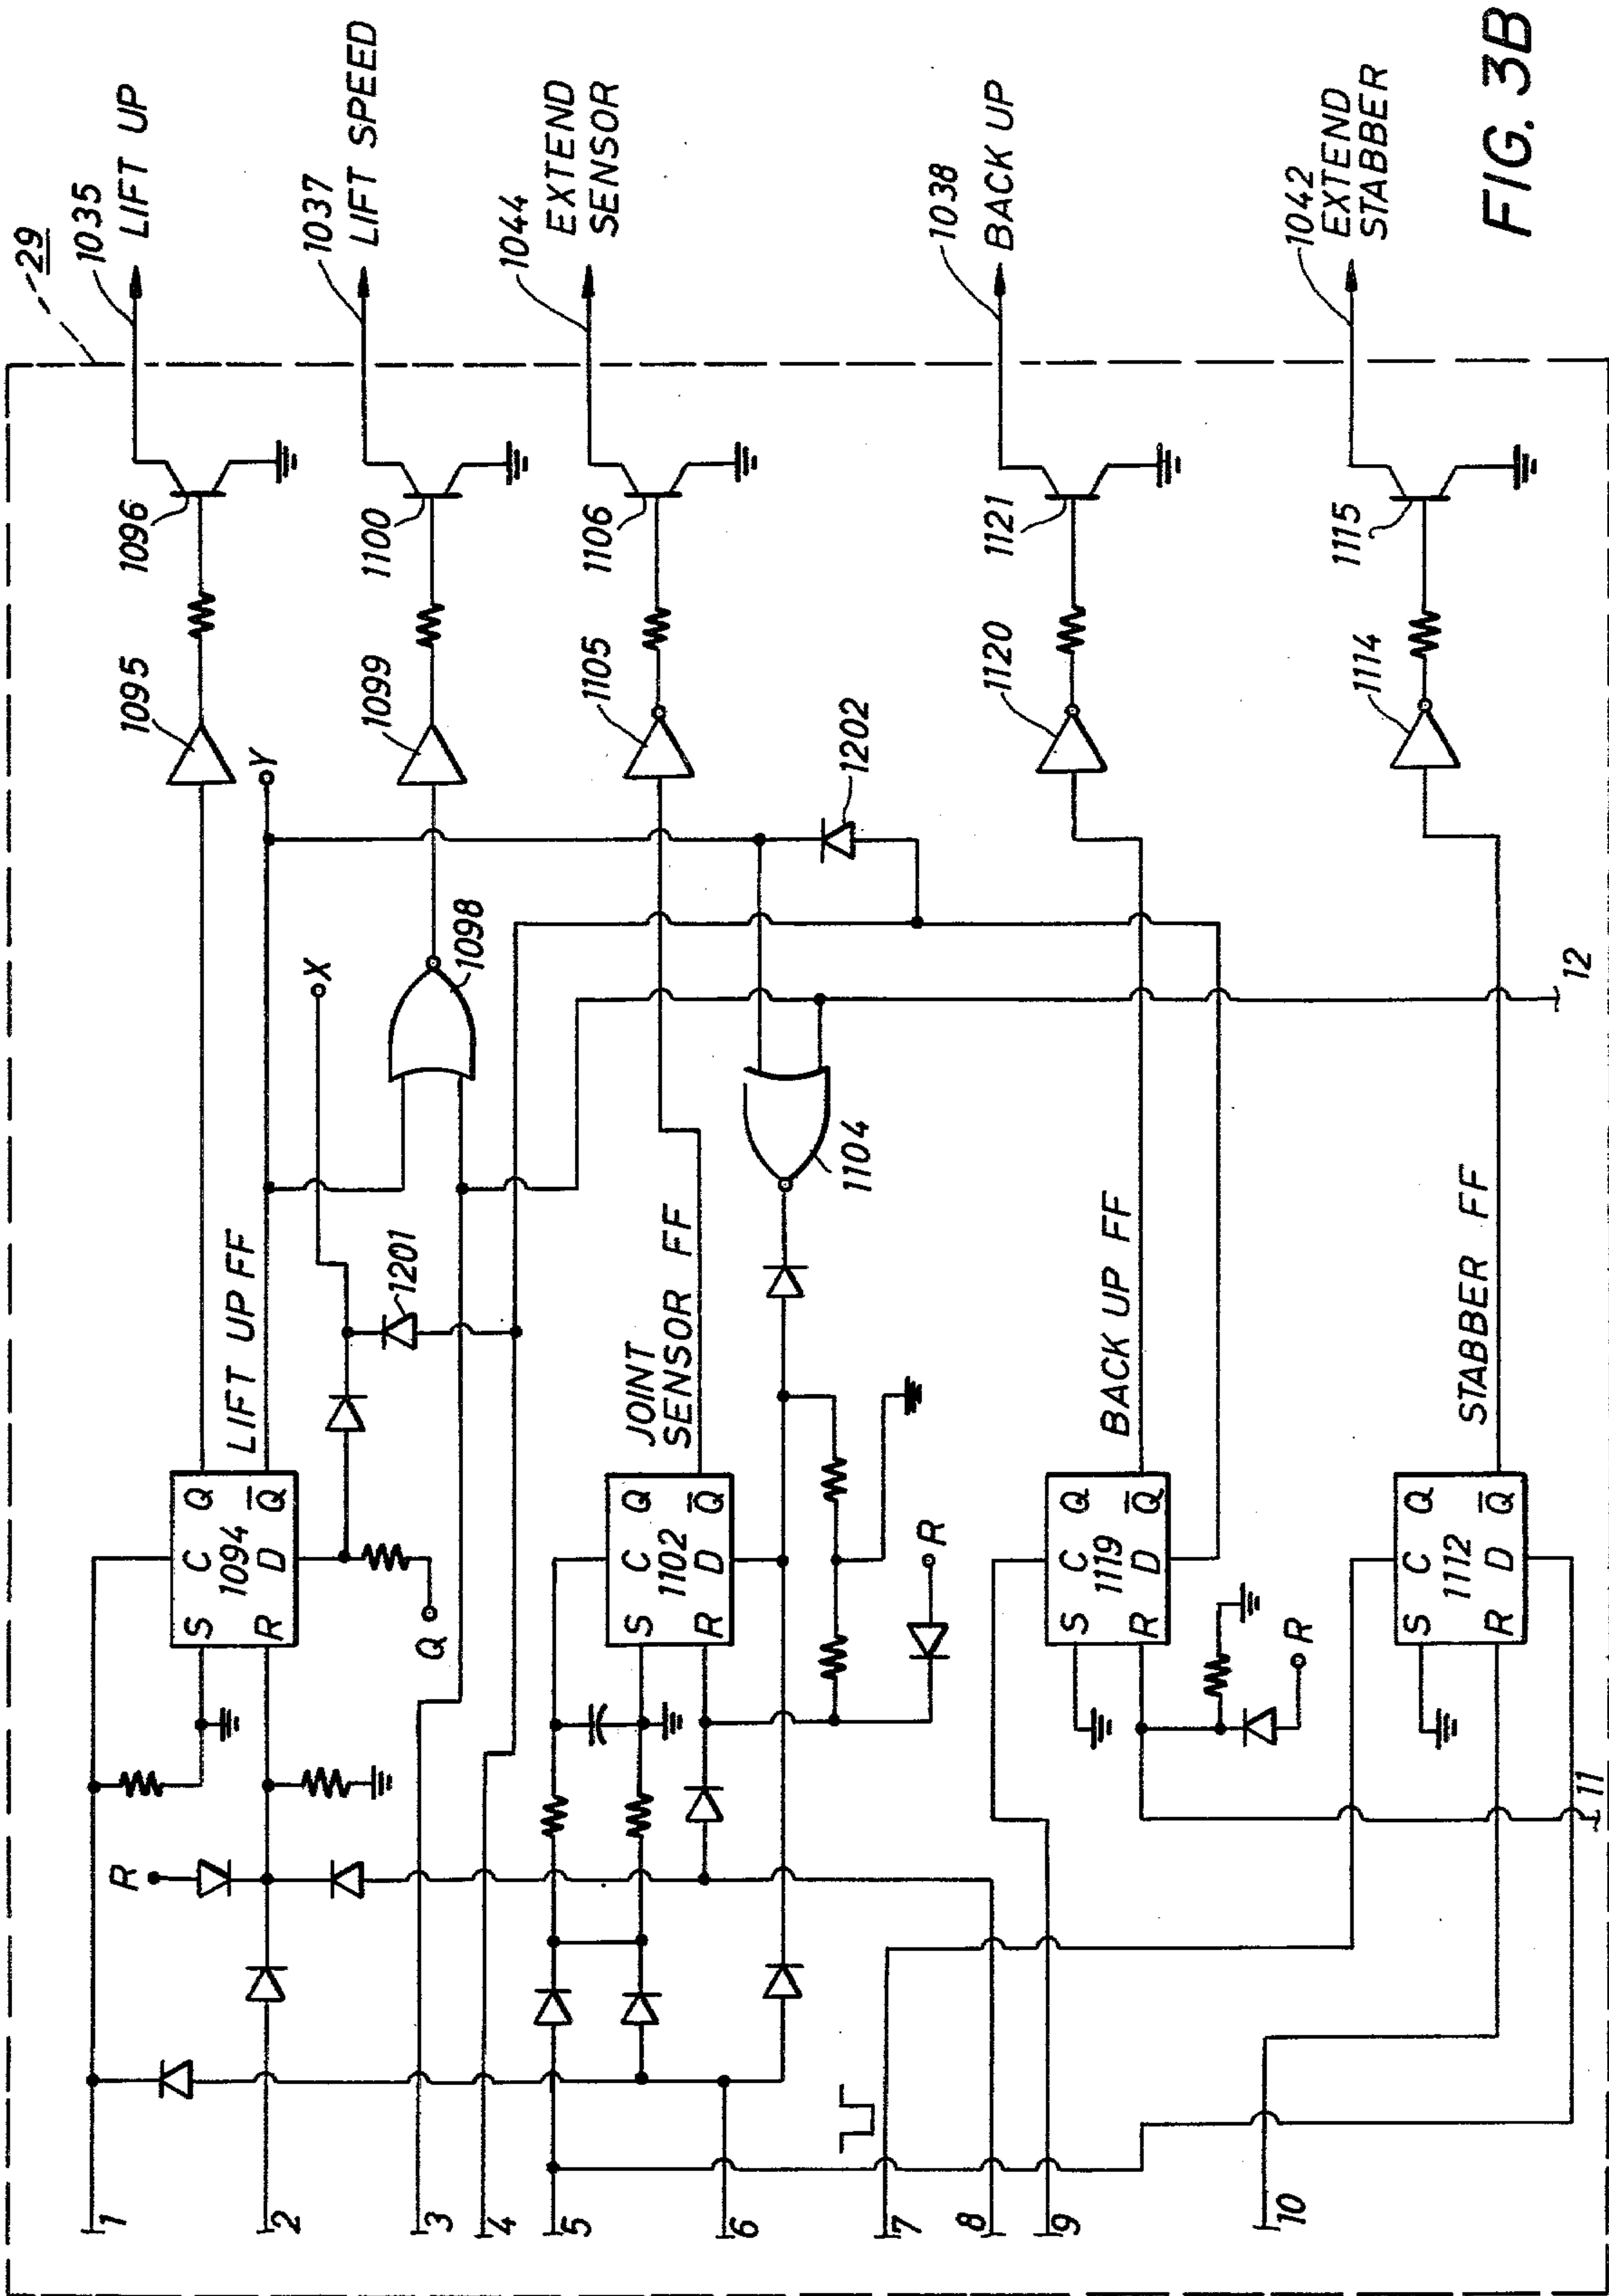 29
1035
LIFT UP
1037
LIFT SPEED
1044
EXTEND
SENSOR
1038
BACK UP
1042
EXTEND
STABBER
1096
1100
1106
1121
1115
1095
1099
1105
1120
1114
Y
X
1098
1202
1104
12
LIFT UP FF
1201
JOINT
SENSOR FF
BACK UP FF
STABBER FF
S C Q
1094
R D Q̅
Q
S C Q
1102
R D Q̅
R
S C Q
1119
R D Q̅
R
S C Q
1112
R D Q̅
R
11
1
2
3
4
5
6
7
8
9
10
FIG. 3B